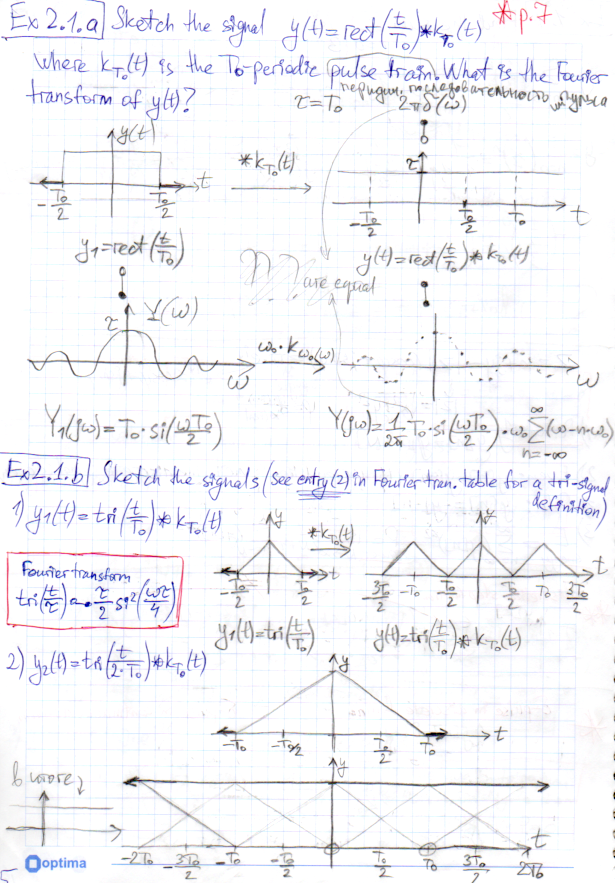 Ex 2.1.a Sketch the signal y(t)=rect(t/T₀)*k_T₀(t) *p.7
where k_T₀(t) is the T₀-periodic pulse train. What is the Fourier
transform of y(t)?
τ=T₀ 2πδ(ω)
y(t)
*k_T₀(t)
τ
-T₀/2 T₀/2 t
-T₀/2 T₀/2 T₀ t
y₁=rect(t/T₀)
are equal
y(t)=rect(t/T₀)*k_T₀(t)
τ Y(ω)
ω₀·k_ω₀(ω)
ω ω
Y₁(jω)=T₀·si(ωT₀/2)
Y(jω)=1/2π T₀·si(ωT₀/2)·ω₀ ∑ (ω-n·ω₀)
n=-∞ ∞
Ex 2.1.b Sketch the signals (see entry(2) in Fourier tran. table for a tri-signal
definition)
1) y₁(t)=tri(t/T₀)*k_T₀(t)
y *k_T₀(t) y
-T₀/2 T₀/2 t
-3T₀/2 -T₀ -T₀/2 T₀/2 T₀ 3T₀/2 t
Fourier transform
tri(t/τ) τ/2 si²(ωτ/4)
y₁(t)=tri(t/T₀)
y(t)=tri(t/T₀)*k_T₀(t)
2) y₂(t)=tri(t/2·T₀)*k_T₀(t)
y
-T₀ -T₀/2 T₀/2 T₀ t
y
В итоге
-2T₀ -3T₀/2 -T₀ -T₀/2 T₀/2 T₀ 3T₀/2 2T₀ t
optima
5